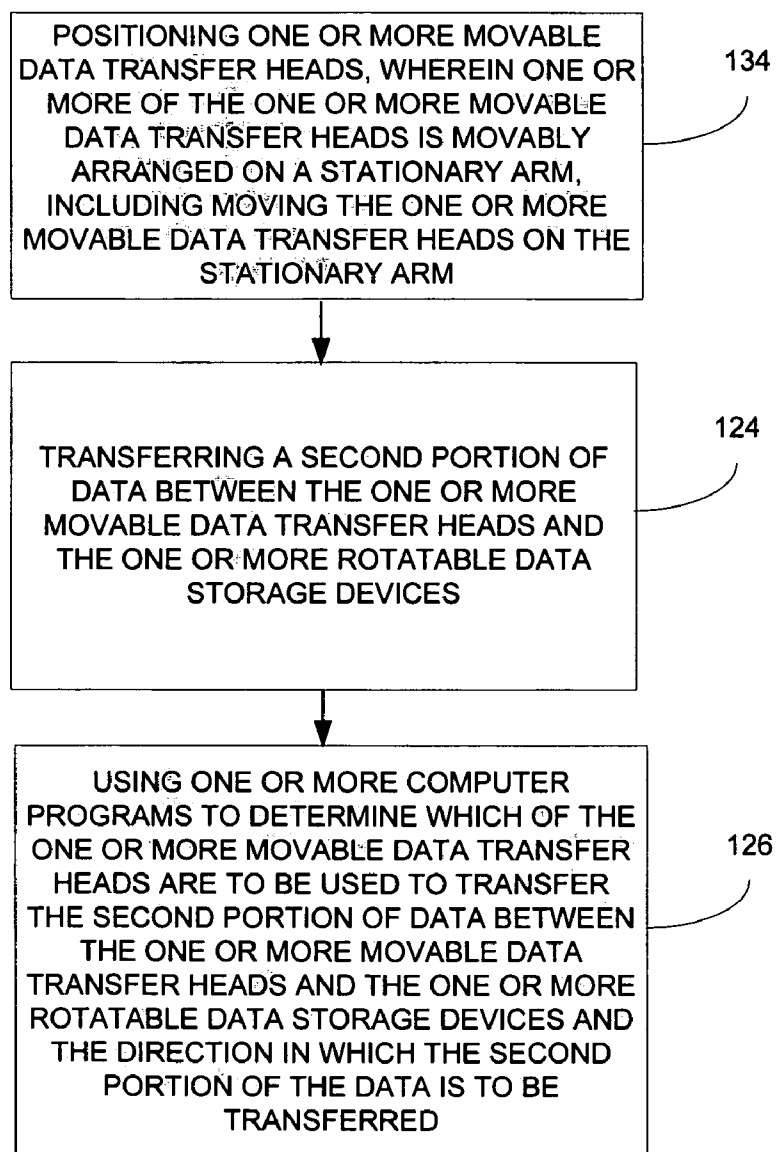 POSITIONING ONE OR MORE MOVABLE
DATA TRANSFER HEADS, WHEREIN ONE OR
MORE OF THE ONE OR MORE MOVABLE
DATA TRANSFER HEADS IS MOVABLY
ARRANGED ON A STATIONARY ARM,
INCLUDING MOVING THE ONE OR MORE
MOVABLE DATA TRANSFER HEADS ON THE
STATIONARY ARM
134
TRANSFERRING A SECOND PORTION OF
DATA BETWEEN THE ONE OR MORE
MOVABLE DATA TRANSFER HEADS AND
THE ONE OR MORE ROTATABLE DATA
STORAGE DEVICES
124
USING ONE OR MORE COMPUTER
PROGRAMS TO DETERMINE WHICH OF THE
ONE OR MORE MOVABLE DATA TRANSFER
HEADS ARE TO BE USED TO TRANSFER
THE SECOND PORTION OF DATA BETWEEN
THE ONE OR MORE MOVABLE DATA
TRANSFER HEADS AND THE ONE OR MORE
ROTATABLE DATA STORAGE DEVICES AND
THE DIRECTION IN WHICH THE SECOND
PORTION OF THE DATA IS TO BE
TRANSFERRED
126